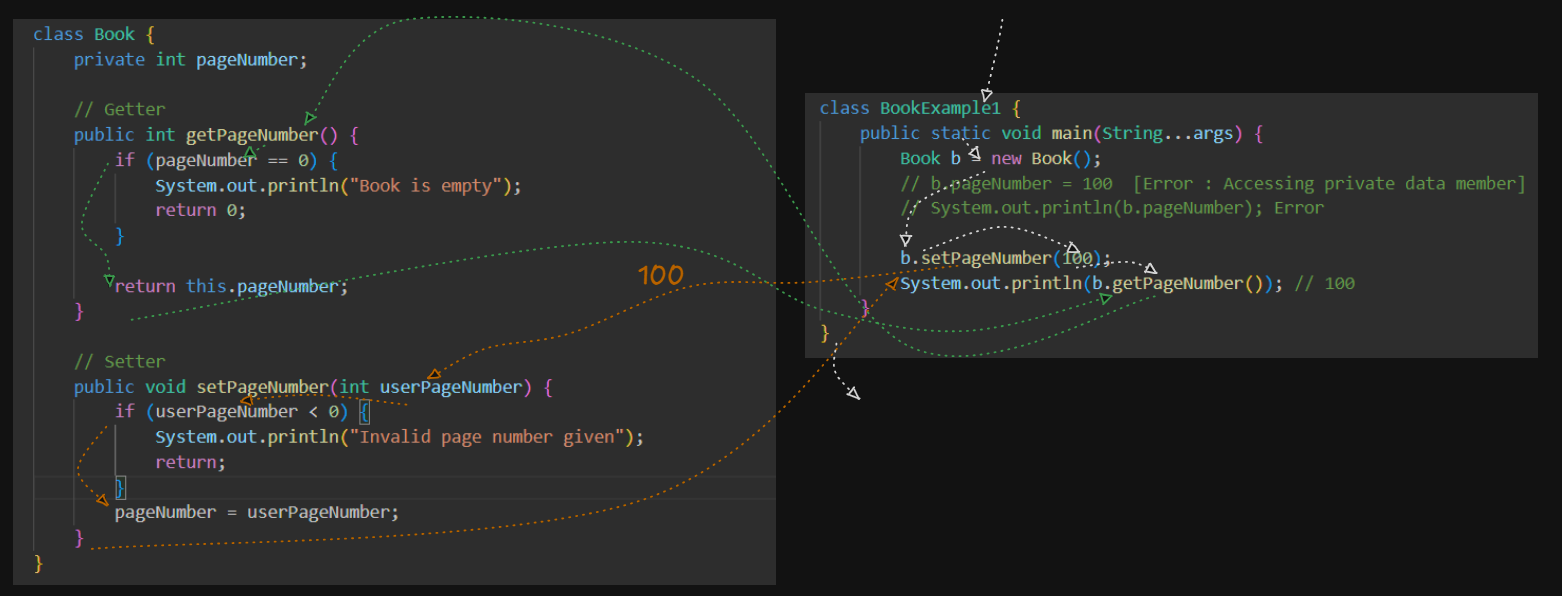 class Book {
private int pageNumber;
// Getter
public int getPageNumber() {
if (pageNumber == 0) {
System.out.println("Book is empty");
return 0;
}
return this.pageNumber;
}
// Setter
public void setPageNumber(int userPageNumber) {
if (userPageNumber < 0) {
System.out.println("Invalid page number given");
return;
}
pageNumber = userPageNumber;
}
}
100
class BookExample1 {
public static void main(String...args) {
Book b = new Book();
// b.pageNumber = 100  [Error : Accessing private data member]
// System.out.println(b.pageNumber); Error
b.setPageNumber(100);
System.out.println(b.getPageNumber()); // 100
}
}